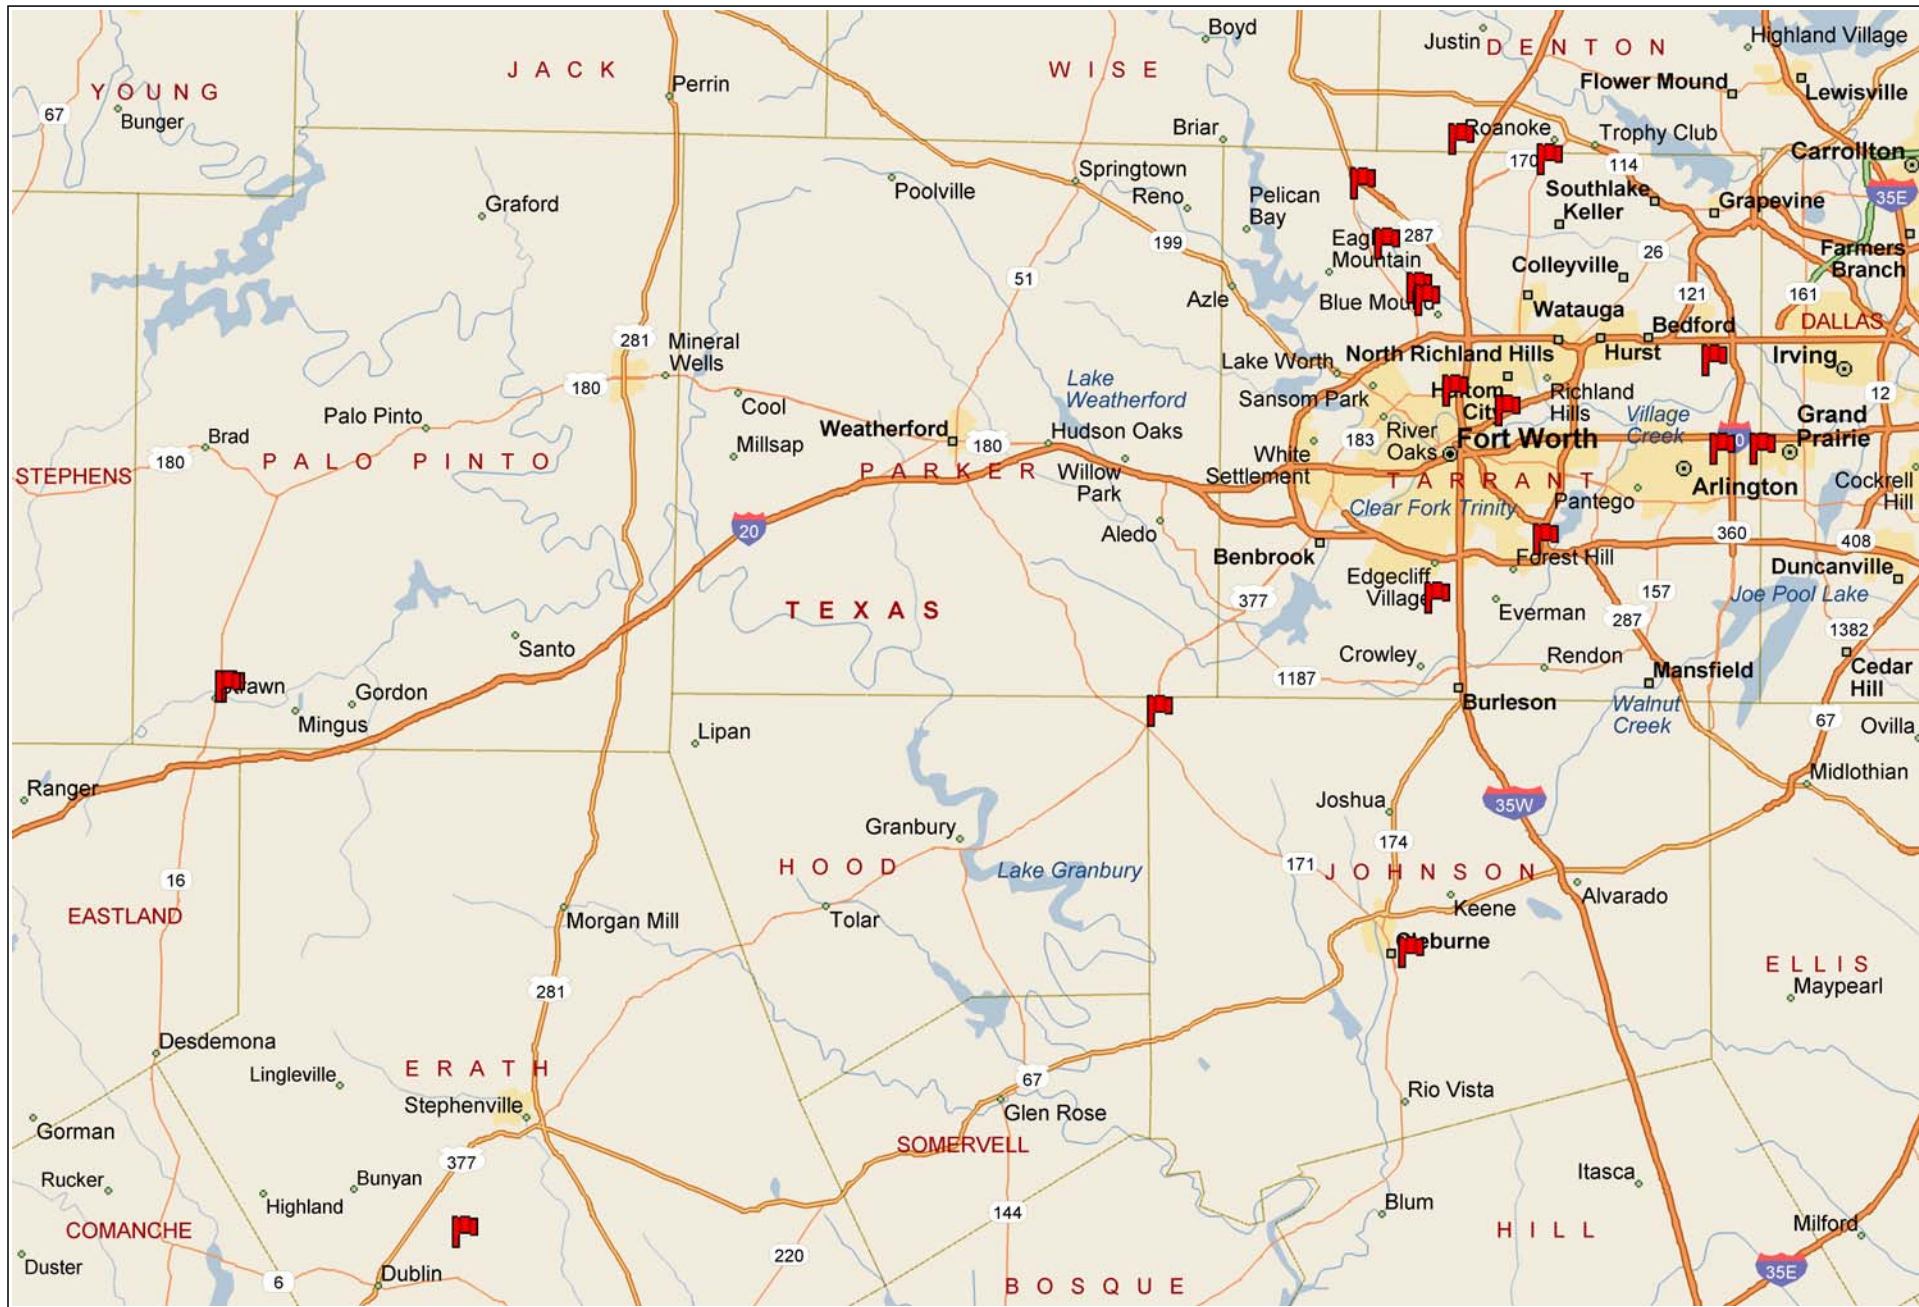 Boyd
Justin
DENTON
Highland Village
JACK
WISE
YOUNG
Perrin
Flower Mound
Lewisville
67
Bunger
Briar
Roanoke
Trophy Club
Carrollton
170
114
Springtown
Poolville
Reno
Pelican
Bay
Southlake
Keller
Grapevine
35E
Graford
199
287
Eagle
Mountain
26
Farmers
Branch
Colleyville
51
Azle
Blue Mound
121
161
Watauga
DALLAS
Bedford
281
Mineral
Wells
Lake Worth
North Richland Hills
Hurst
Irving
180
Lake
Weatherford
Sansom Park
Haltom
City
Richland
Hills
12
Cool
Village
Creek
Grand
Prairie
Palo Pinto
Weatherford
180
Hudson Oaks
183
River
Oaks
Fort Worth
Brad
Millsap
White
Settlement
180
PALO PINTO
STEPHENS
PARKER
Willow
Park
TARRANT
Arlington
Cockrell
Hill
Clear Fork Trinity
Pantego
20
Aledo
360
408
Benbrook
Forest Hill
Duncanville
Edgecliff
Village
377
157
Joe Pool Lake
TEXAS
Everman
287
1382
Santo
Crowley
Rendon
Mansfield
Cedar
Hill
1187
Gordon
Mingus
Burleson
Walnut
Creek
67
Ovilla
Lipan
Ranger
Midlothian
Joshua
35W
Granbury
174
HOOD
Lake Granbury
171
JOHNSON
16
Alvarado
EASTLAND
Morgan Mill
Tolar
Keene
Cleburne
ELLIS
281
Maypearl
Desdemona
ERATH
Lingleville
67
Rio Vista
Stephenville
Glen Rose
Gorman
SOMERVELL
377
Rucker
Bunyan
Itasca
Highland
144
Blum
COMANCHE
HILL
Milford
Duster
220
Dublin
6
BOSQUE
35E